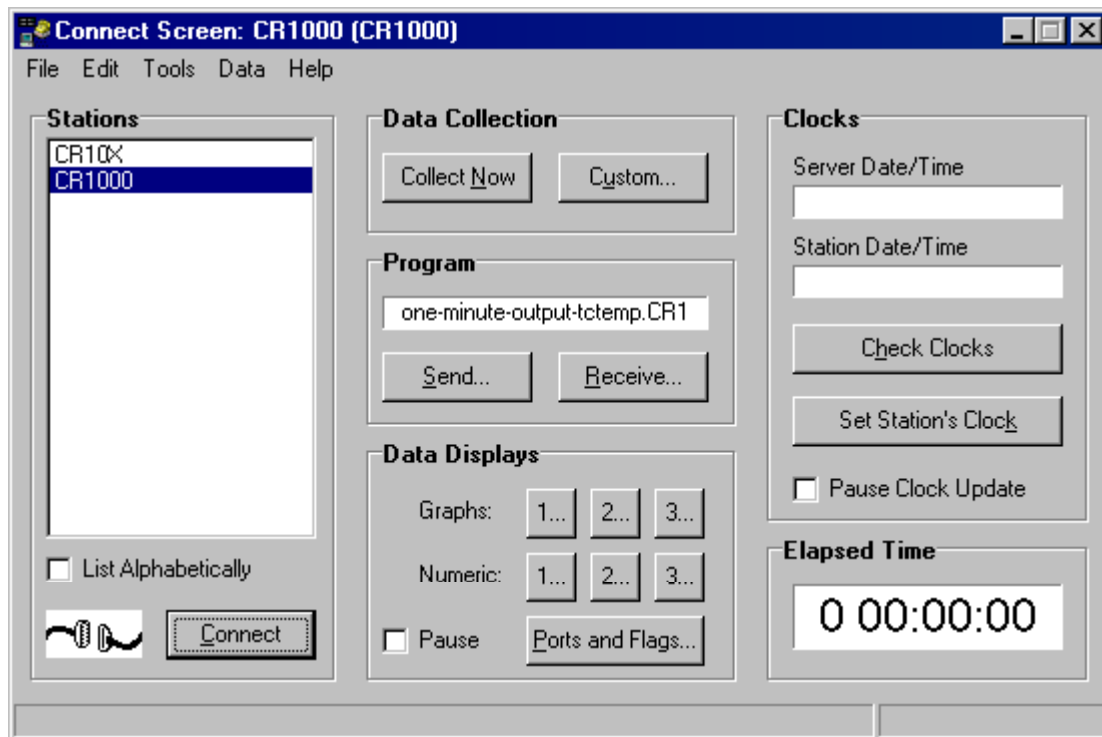 Connect Screen: CR1000 (CR1000)
File Edit Tools Data Help
Stations
CR10X
CR1000
List Alphabetically
Connect
Data Collection
Collect Now
Custom...
Program
one-minute-output-tctemp.CR1
Send...
Receive...
Data Displays
Graphs: 1... 2... 3...
Numeric: 1... 2... 3...
Pause
Ports and Flags...
Clocks
Server Date/Time
Station Date/Time
Check Clocks
Set Station's Clock
Pause Clock Update
Elapsed Time
0 00:00:00